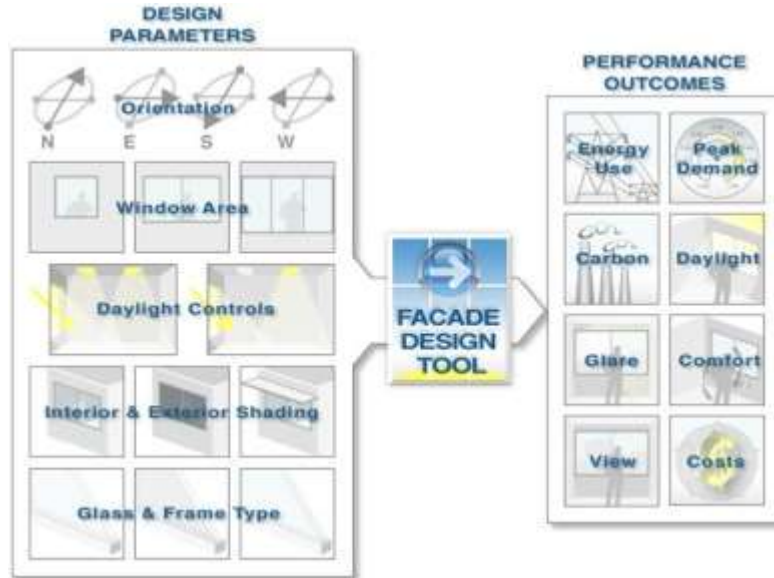 DESIGN
PARAMETERS
Orientation
N E S W
Window Area
Daylight Controls
Interior & Exterior Shading
Glass & Frame Type
FACADE
DESIGN
TOOL
PERFORMANCE
OUTCOMES
Energy
Use
Peak
Demand
Carbon
Daylight
Glare
Comfort
View
Costs